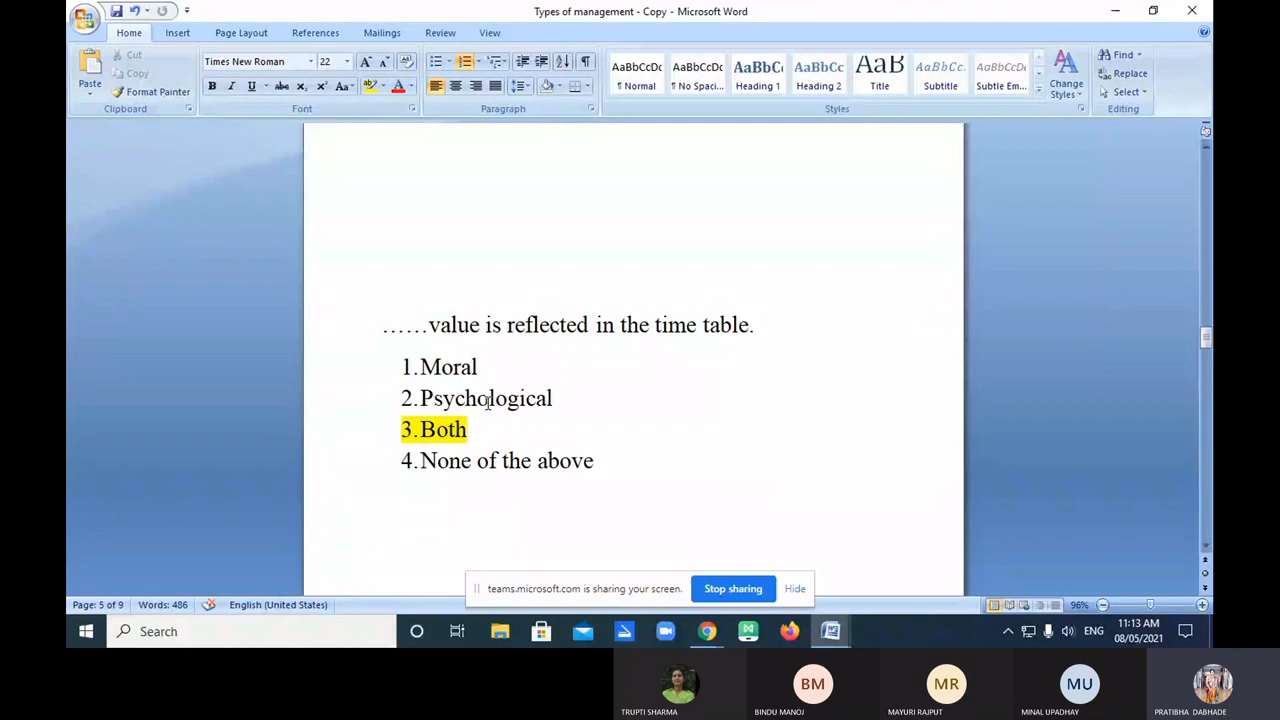 Types of management - Copy - Microsoft Word
Home Insert Page Layout References Mailings Review View
Paste
Cut
Copy
Format Painter
Clipboard
Times New Roman 22
Font
Paragraph
AaBbCcDc AaBbCcDc AaBbCc AaBbCc AaB AaBbCc. AaBbCcDc
¶ Normal ¶ No Spaci... Heading 1 Heading 2 Title Subtitle Subtle Em...
Change Styles
Styles
Find
Replace
Select
Editing
……value is reflected in the time table.
1.Moral
2.Psychological
3.Both
4.None of the above
teams.microsoft.com is sharing your screen. Stop sharing Hide
Page: 5 of 9 Words: 486 English (United States) 96%
Search
ENG
11:13 AM
08/05/2021
BM MR MU
TRUPTI SHARMA BINDU MANOJ MAYURI RAJPUT MINAL UPADHAY PRATIBHA DABHADE